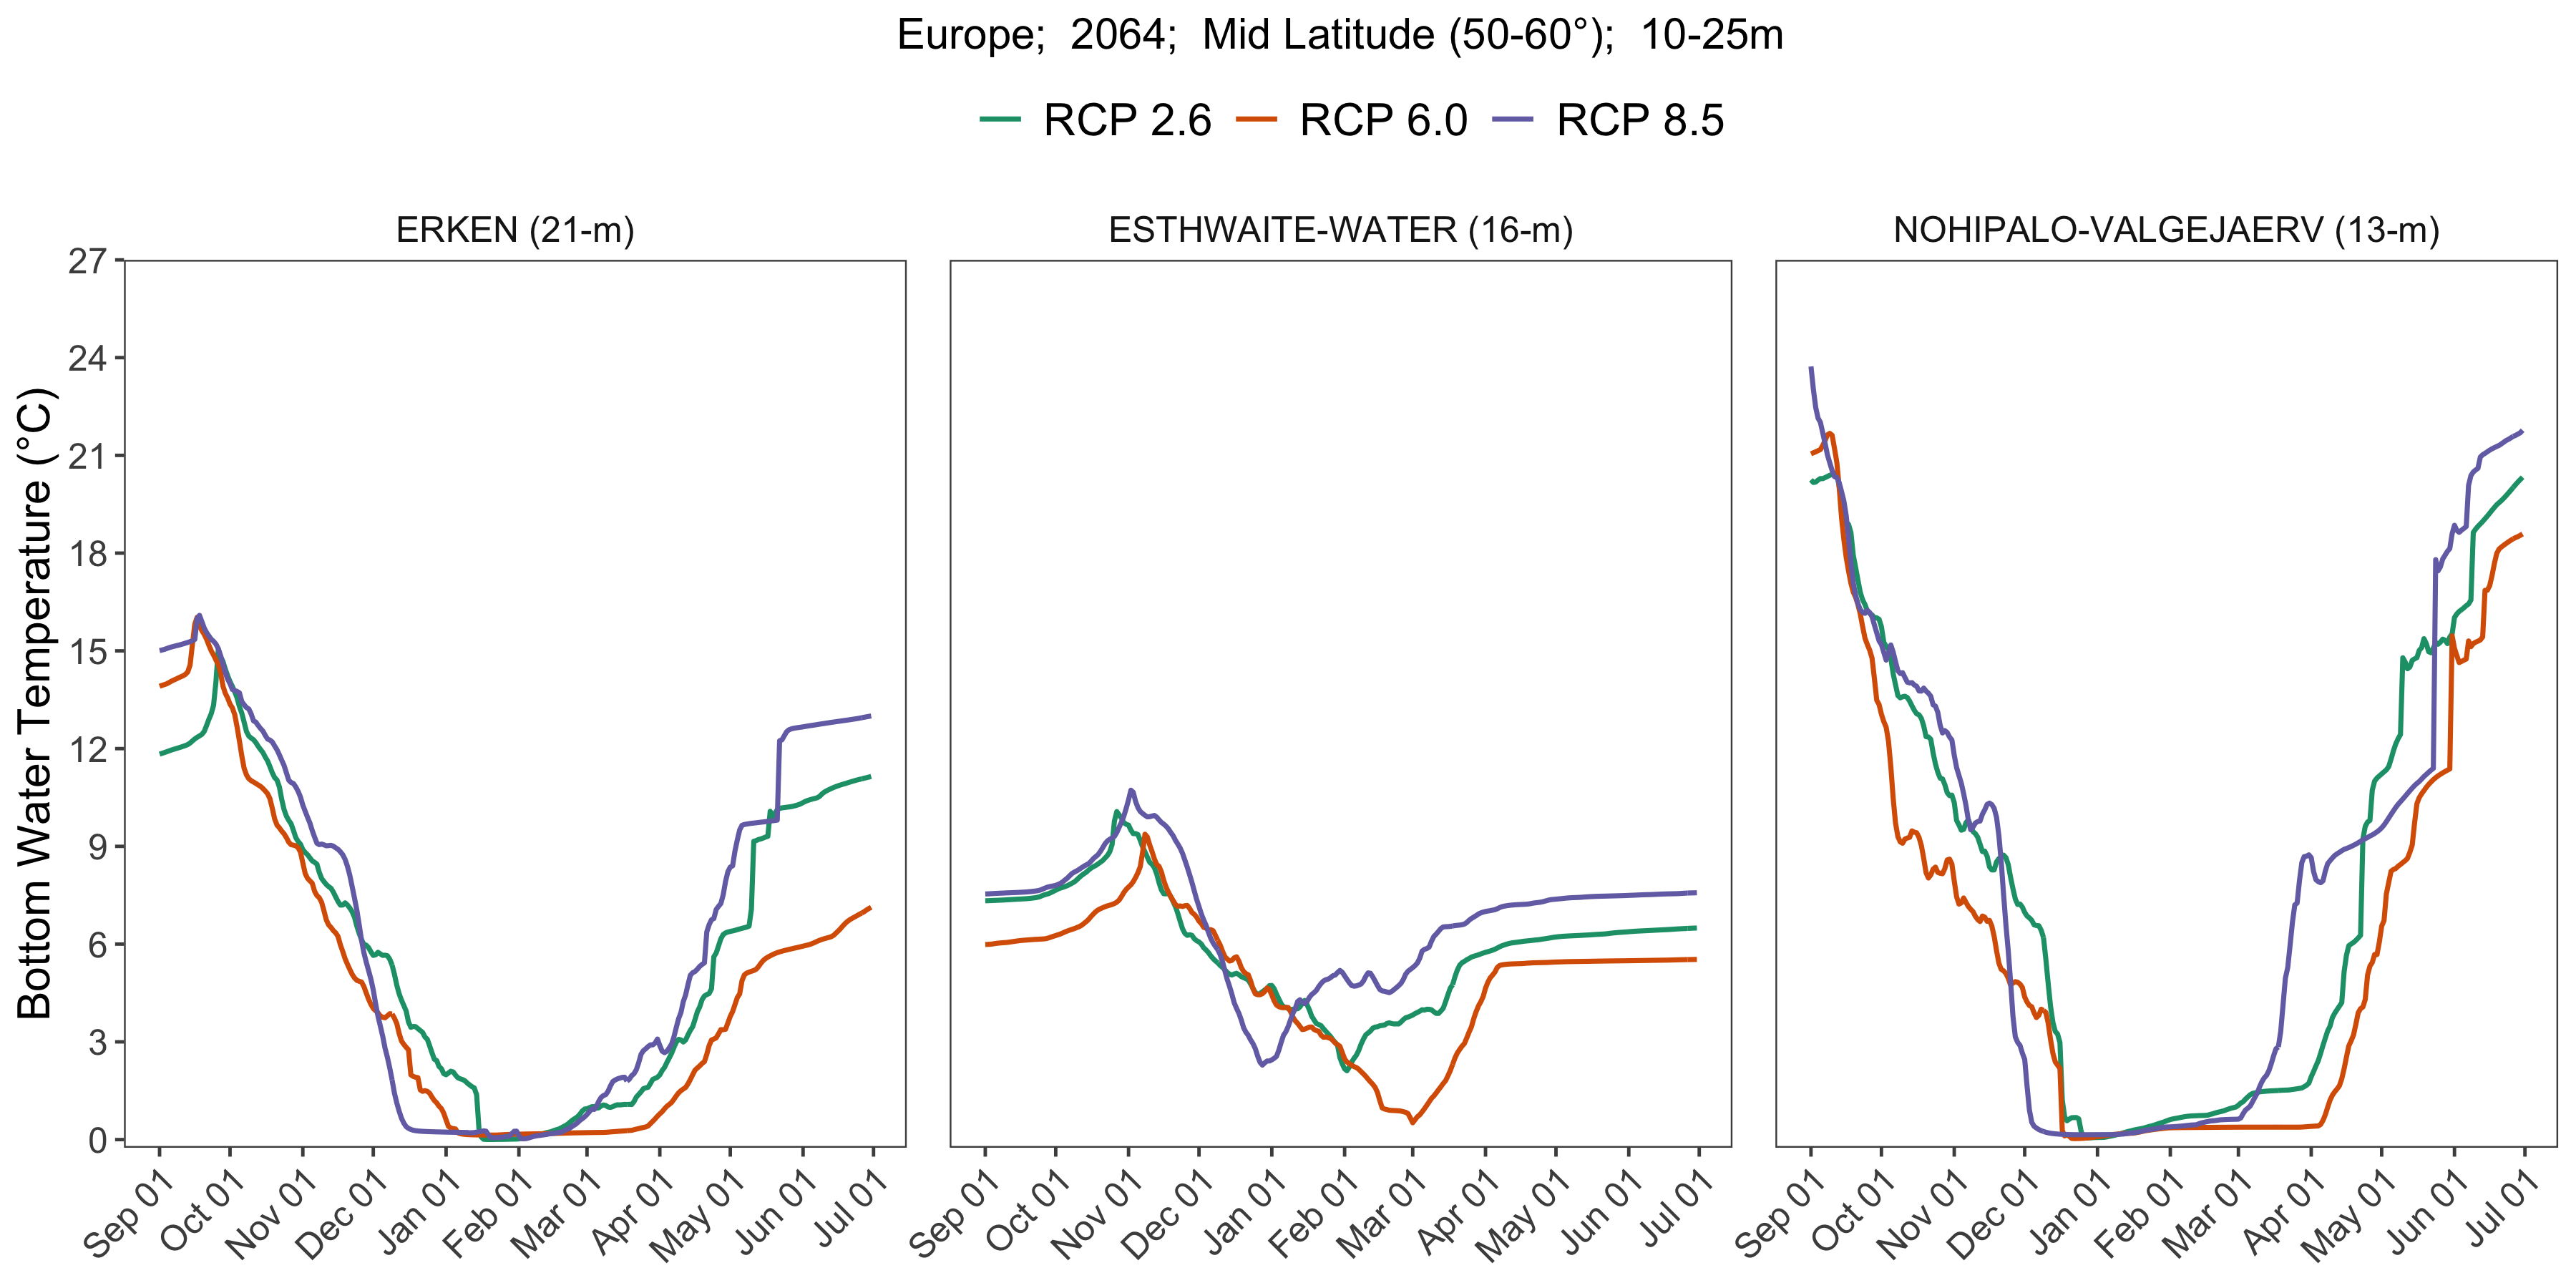 Europe;  2064;  Mid Latitude (50-60°);  10-25m
RCP 2.6 RCP 6.0 RCP 8.5
ERKEN (21-m) ESTHWAITE-WATER (16-m) NOHIPALO-VALGEJAERV (13-m)
Bottom Water Temperature (°C)
27
24
21
18
15
12
9
6
3
0
Sep 01 Oct 01 Nov 01 Dec 01 Jan 01 Feb 01 Mar 01 Apr 01 May 01 Jun 01 Jul 01
Sep 01 Oct 01 Nov 01 Dec 01 Jan 01 Feb 01 Mar 01 Apr 01 May 01 Jun 01 Jul 01
Sep 01 Oct 01 Nov 01 Dec 01 Jan 01 Feb 01 Mar 01 Apr 01 May 01 Jun 01 Jul 01